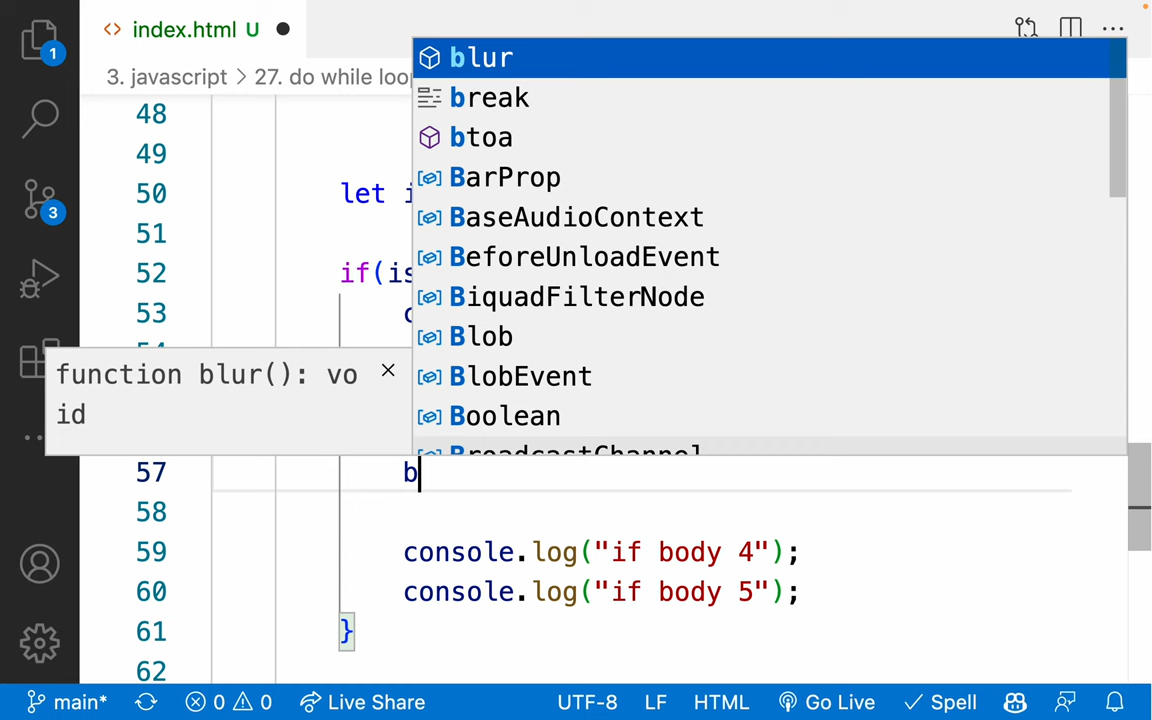 index.html U
3. javascript > 27. do while loo
1
3
blur
break
btoa
BarProp
BaseAudioContext
BeforeUnloadEvent
BiquadFilterNode
Blob
BlobEvent
Boolean
BroadcastChannel
function blur(): vo
id
48
49
50 let i
51
52 if(is
53 c
57 b
58
59 console.log("if body 4");
60 console.log("if body 5");
61 }
62
main* 0 0 Live Share UTF-8 LF HTML Go Live Spell